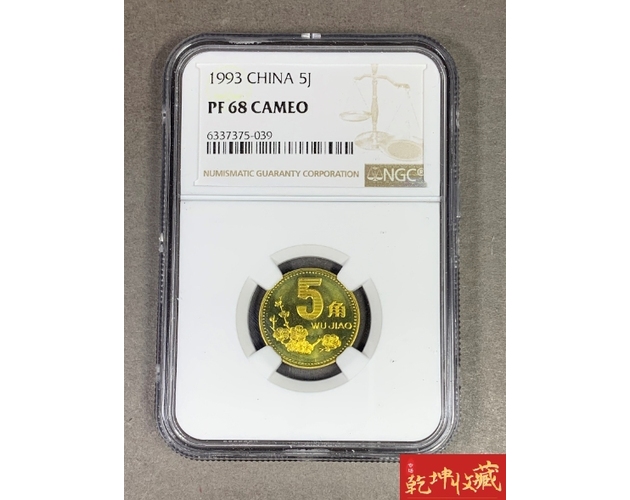 1993 CHINA 5J
PF 68 CAMEO
6337375-039
NUMISMATIC GUARANTY CORPORATION
NGC®
5角
WU JIAO
乾坤收藏